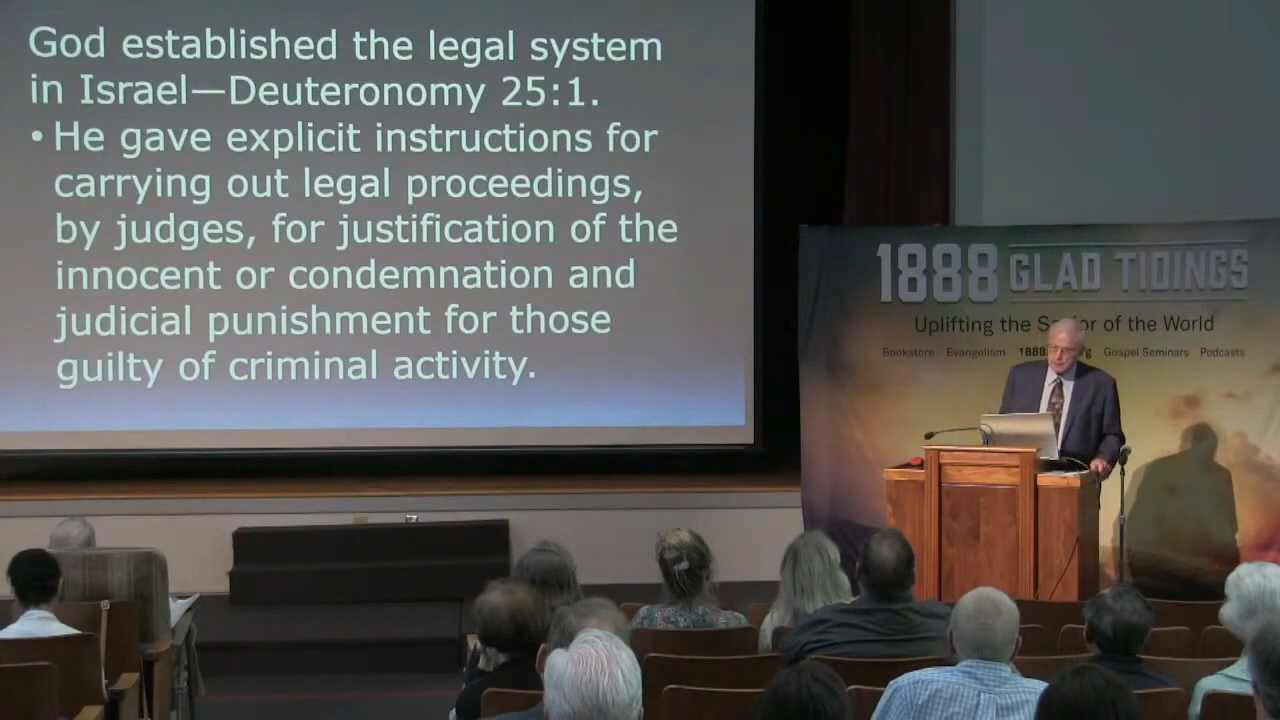 God established the legal system
in Israel—Deuteronomy 25:1.
• He gave explicit instructions for
carrying out legal proceedings,
by judges, for justification of the
innocent or condemnation and
judicial punishment for those
guilty of criminal activity.
1888 GLAD TIDINGS
Uplifting the Savior of the World
Bookstore Evangelism 1888 Gospel Seminars Podcasts